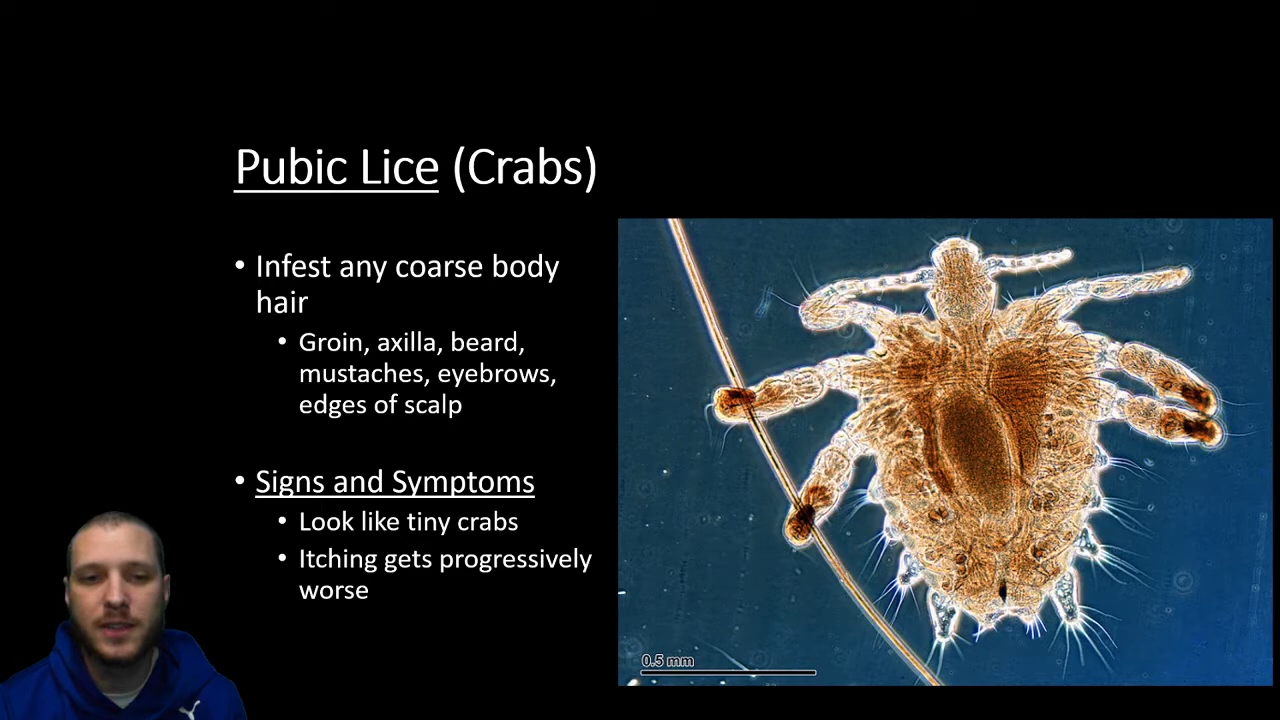 Pubic Lice (Crabs)
• Infest any coarse body
hair
• Groin, axilla, beard,
mustaches, eyebrows,
edges of scalp
• Signs and Symptoms
• Look like tiny crabs
• Itching gets progressively
worse
0.5 mm